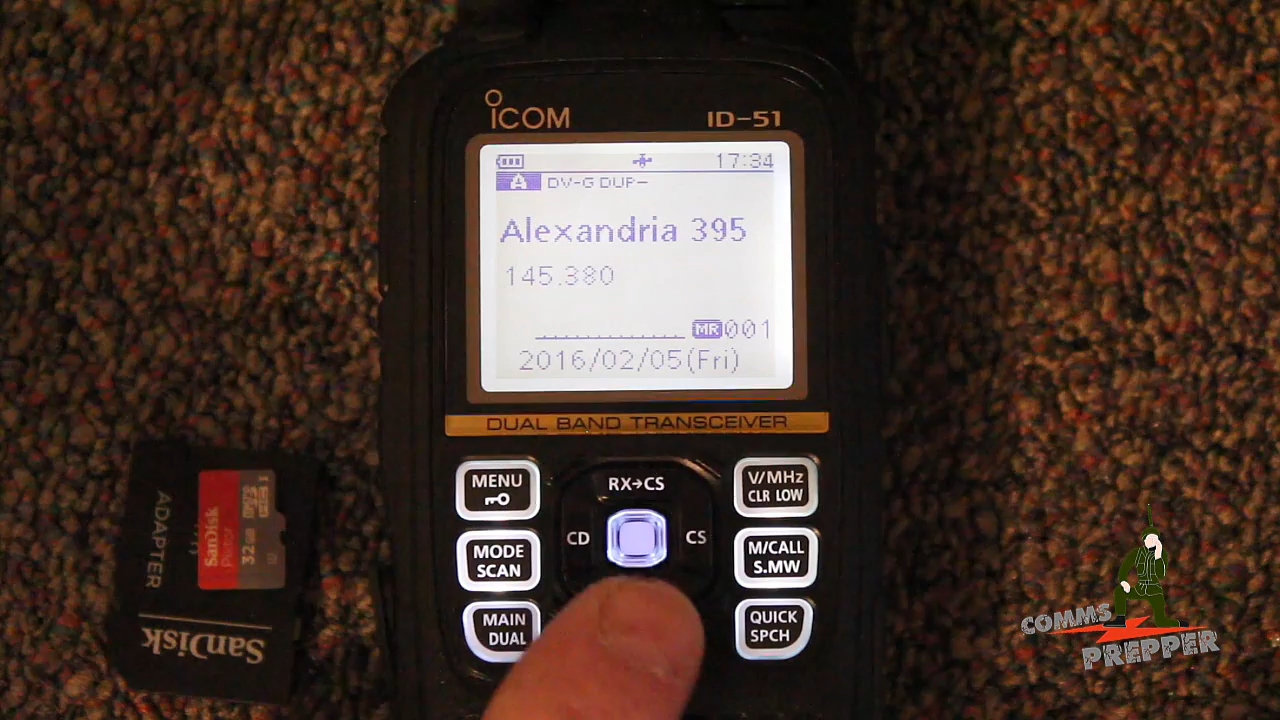 ICOM
ID-51
17:34
A DV-G DUP-
Alexandria 395
145.380
MR 001
2016/02/05(Fri)
DUAL BAND TRANSCEIVER
MENU
RX→CS
V/MHz
CLR LOW
CD
CS
MODE
SCAN
M/CALL
S.MW
MAIN
DUAL
QUICK
SPCH
ADAPTER
SanDisk
32
SanDisk
COMMS
PREPPER